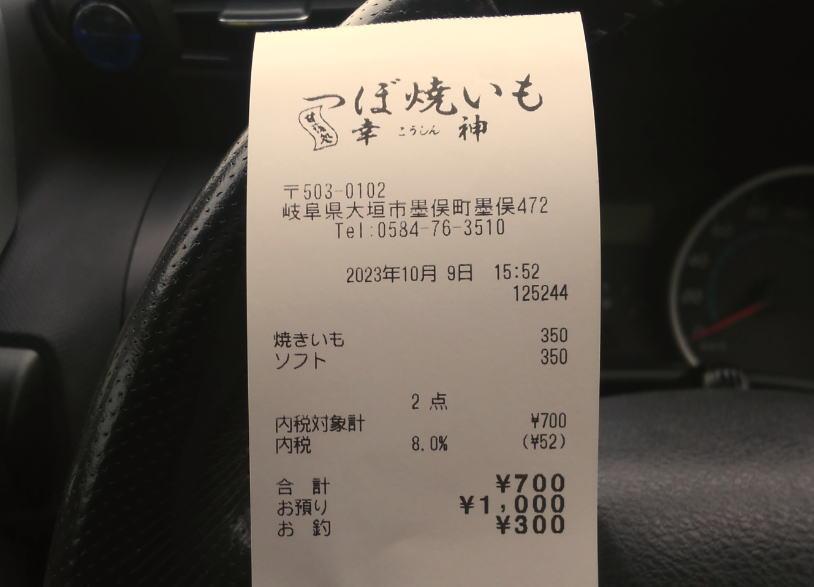 つぼ焼いも
幸 こうしん 神
〒503-0102
岐阜県大垣市墨俣町墨俣472
Tel:0584-76-3510
2023年10月 9日 15:52
125244
焼きいも 350
ソフト 350
2 点
内税対象計 ¥700
内税 8.0% (¥52)
合 計 ¥700
お預り ¥1,000
お 釣 ¥300